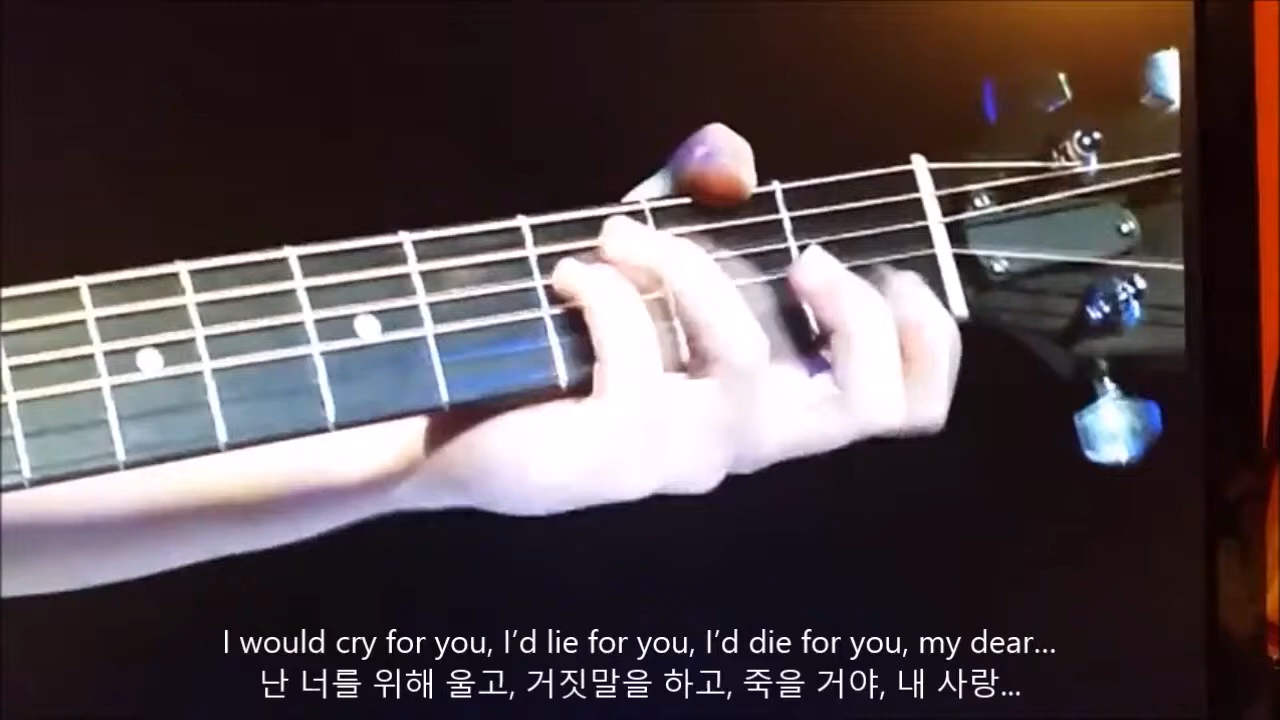 I would cry for you, I’d lie for you, I’d die for you, my dear...
난 너를 위해 울고, 거짓말을 하고, 죽을 거야, 내 사랑...